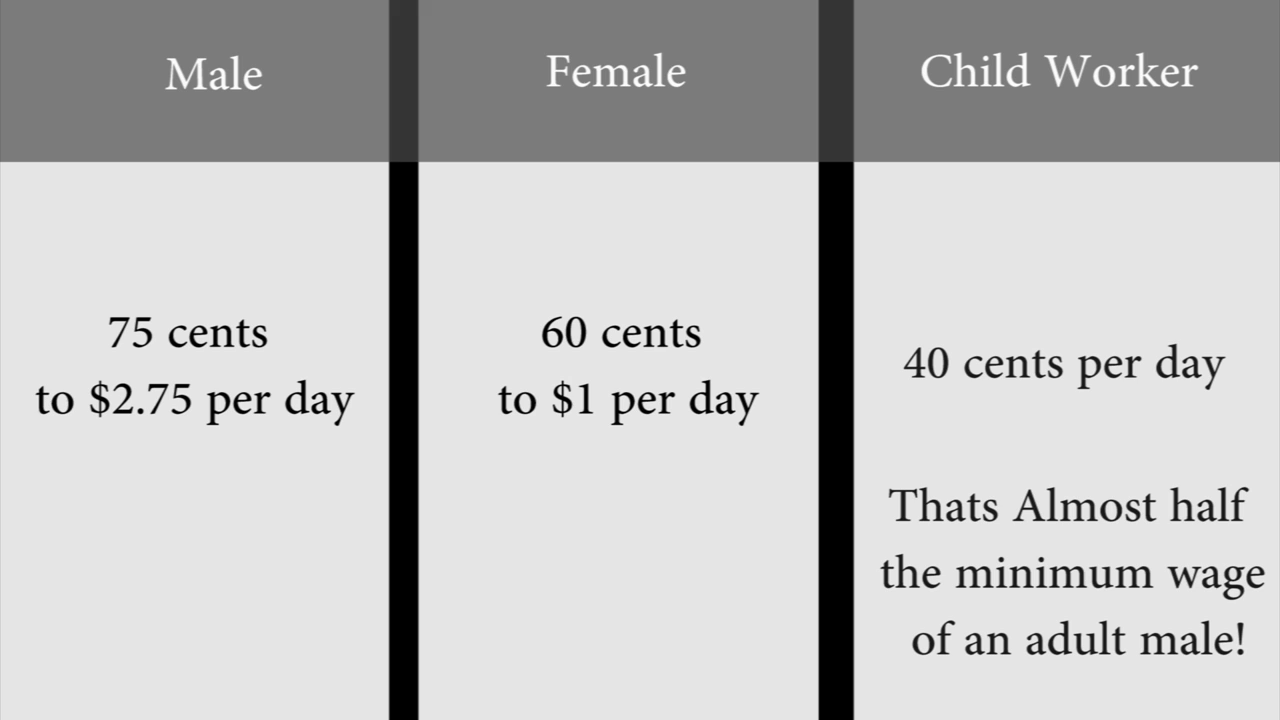 Male
75 cents
to $2.75 per day
Female
60 cents
to $1 per day
Child Worker
40 cents per day
Thats Almost half
the minimum wage
of an adult male!